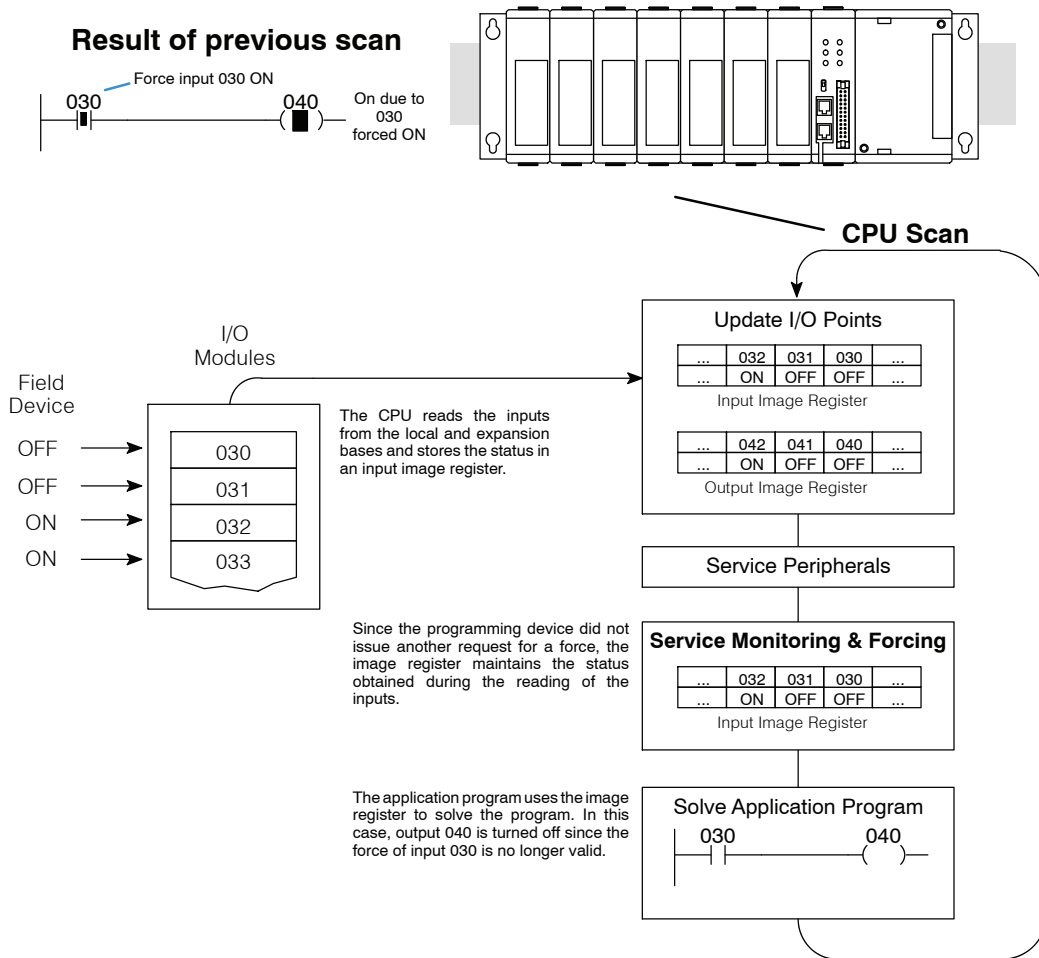 Result of previous scan
Force input 030 ON
030
040
On due to
030
forced ON
CPU Scan
Update I/O Points
... 032 031 030 ...
... ON OFF OFF ...
Input Image Register
... 042 041 040 ...
... ON OFF OFF ...
Output Image Register
I/O
Modules
Field
Device
OFF
OFF
ON
ON
030
031
032
033
The CPU reads the inputs
from the local and expansion
bases and stores the status in
an input image register.
Service Peripherals
Since the programming device did not
issue another request for a force, the
image register maintains the status
obtained during the reading of the
inputs.
Service Monitoring & Forcing
... 032 031 030 ...
... ON OFF OFF ...
Input Image Register
The application program uses the image
register to solve the program. In this
case, output 040 is turned off since the
force of input 030 is no longer valid.
Solve Application Program
030
040